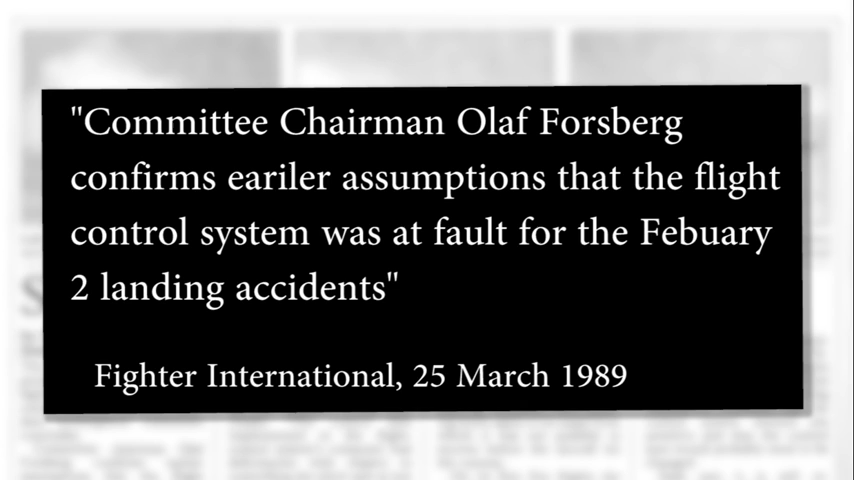 "Committee Chairman Olaf Forsberg
confirms eariler assumptions that the flight
control system was at fault for the Febuary
2 landing accidents"
Fighter International, 25 March 1989